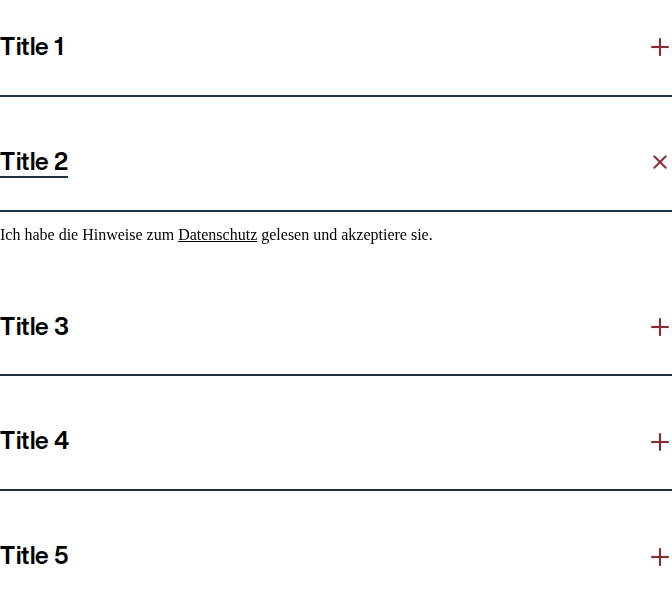 Title 1
Title 2
Ich habe die Hinweise zum Datenschutz gelesen und akzeptiere sie.
Title 3
Title 4
Title 5